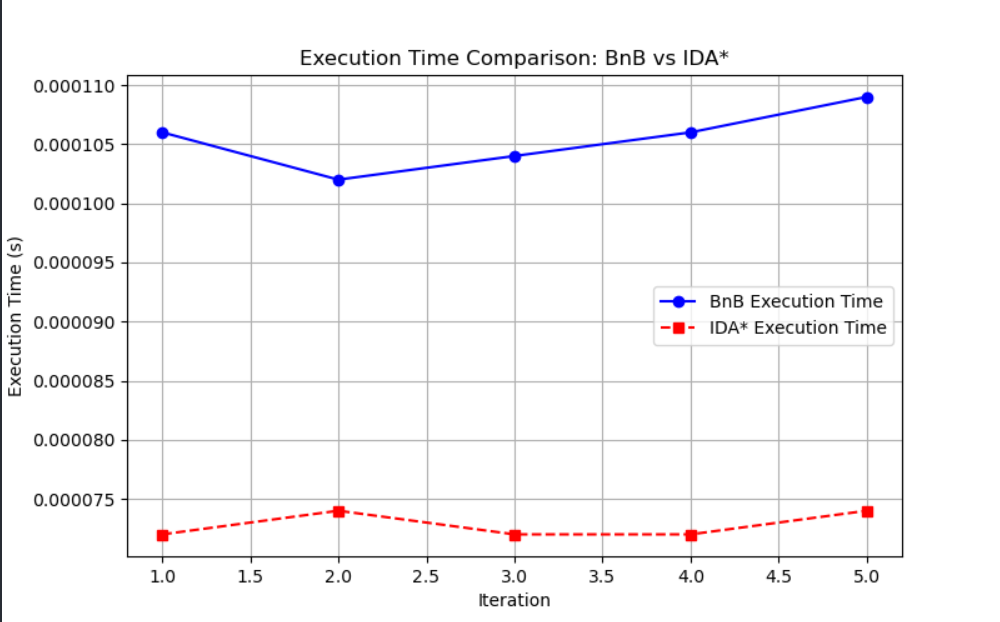 Execution Time Comparison: BnB vs IDA*
Execution Time (s)
0.000110
0.000105
0.000100
0.000095
0.000090
0.000085
0.000080
0.000075
BnB Execution Time
IDA* Execution Time
1.0 1.5 2.0 2.5 3.0 3.5 4.0 4.5 5.0
Iteration